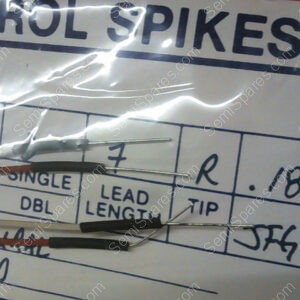 ROL SPIKES
7 R .18
SINGLE LEAD
DBL LENGTH TIP
SFG